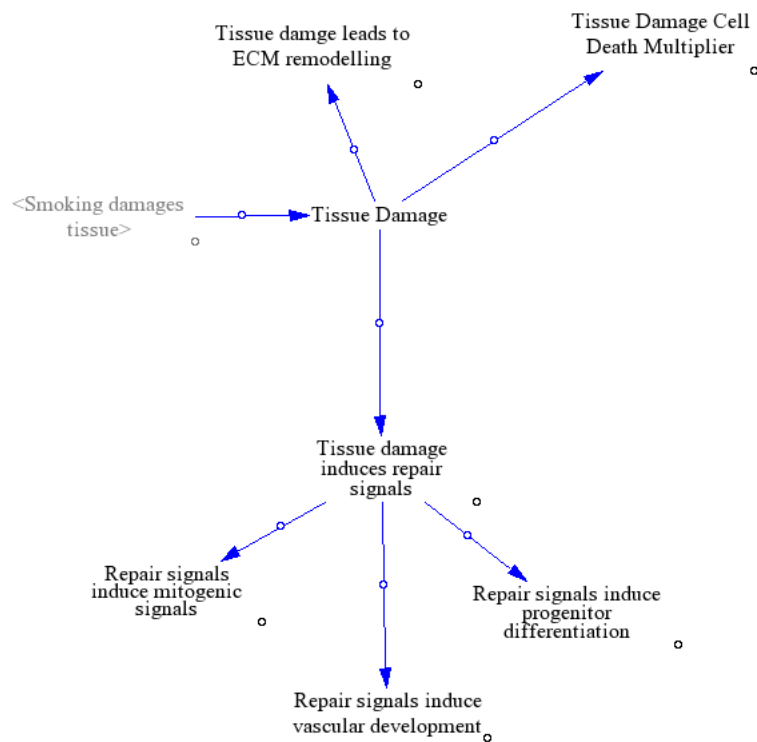 Tissue damge leads to
ECM remodelling
Tissue Damage Cell
Death Multiplier
<Smoking damages
tissue>
Tissue Damage
Tissue damage
induces repair
signals
Repair signals
induce mitogenic
signals
Repair signals induce
progenitor
differentiation
Repair signals induce
vascular development